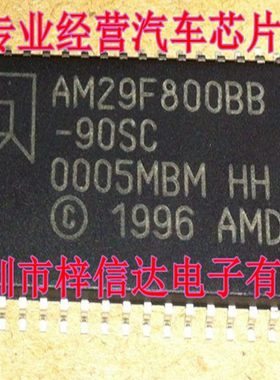 专业经营汽车芯片
AM29F800BB
-90SC
0005MBM HH
© 1996 AMD
圳市梓信达电子有